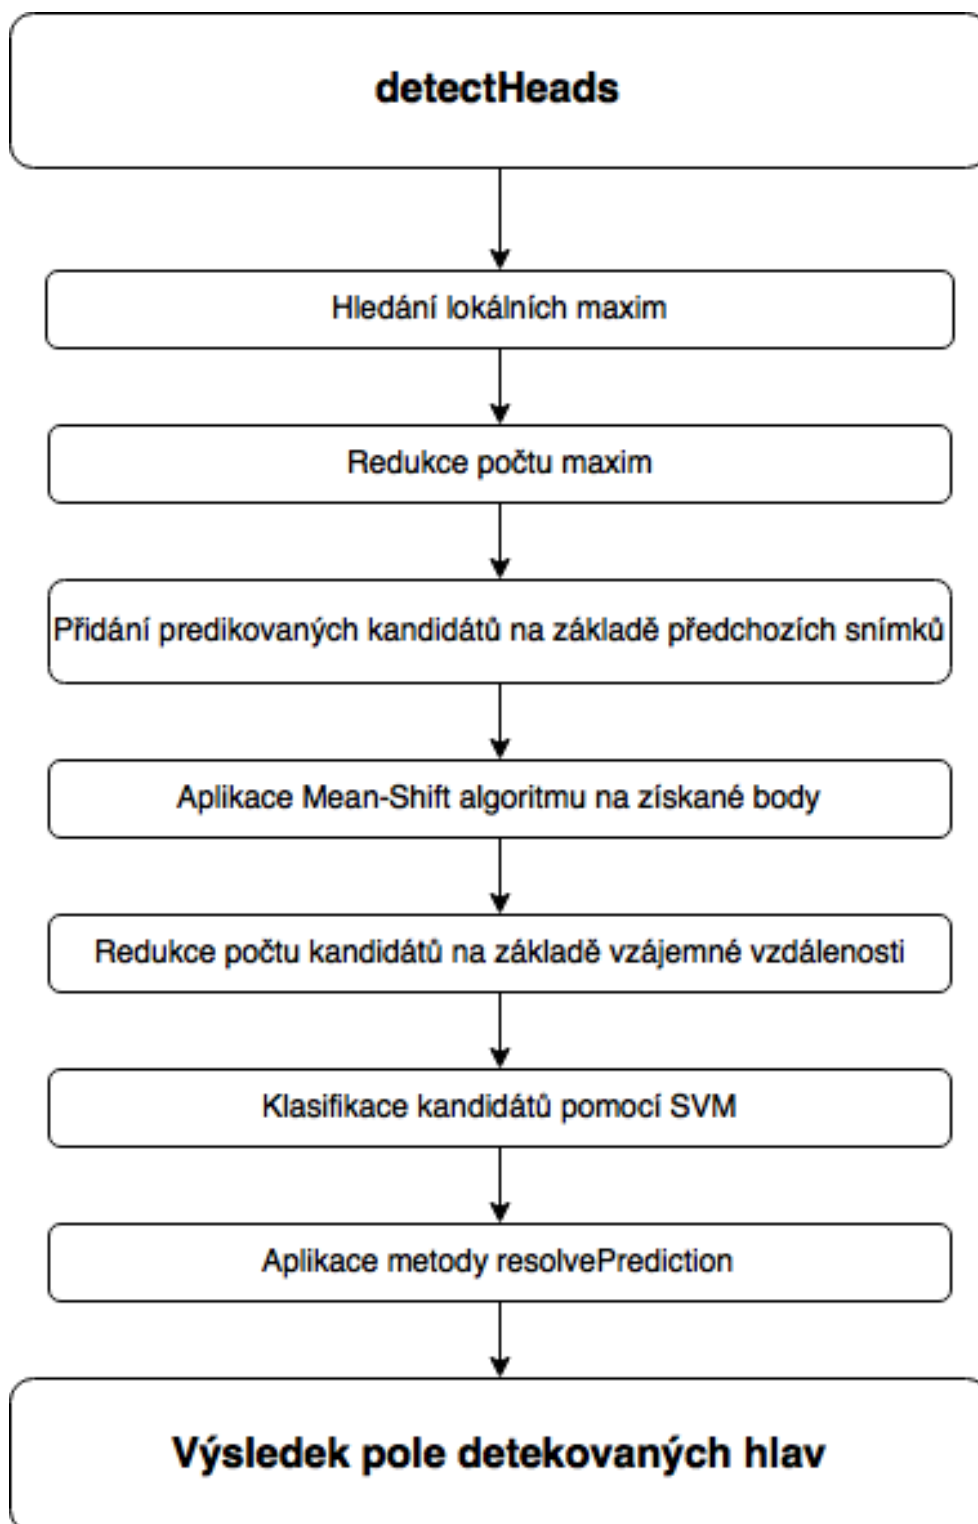 detectHeads
Hledání lokálních maxim
Redukce počtu maxim
Přidání predikovaných kandidátů na základě předchozích snímků
Aplikace Mean-Shift algoritmu na získané body
Redukce počtu kandidátů na základě vzájemné vzdálenosti
Klasifikace kandidátů pomocí SVM
Aplikace metody resolvePrediction
Výsledek pole detekovaných hlav